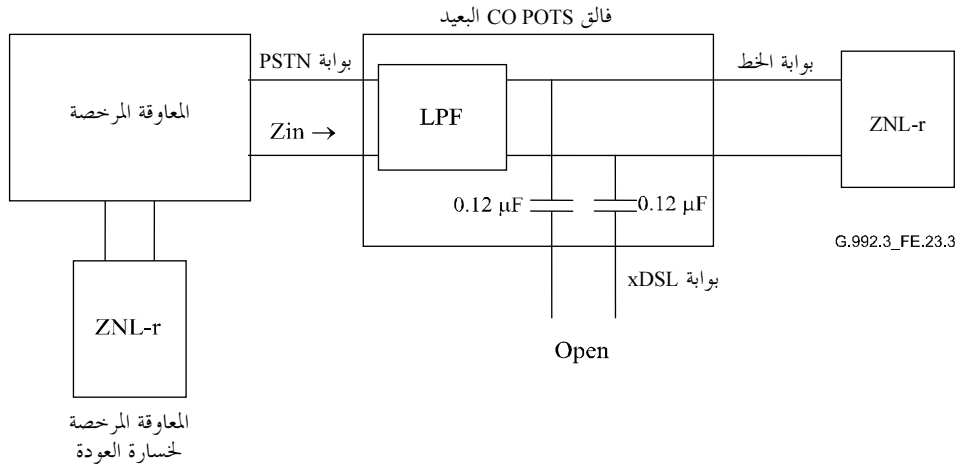 فالق CO POTS البعيد
بوابة PSTN
بوابة الخط
المعاوقة المرخصة
LPF
ZNL-r
Zin →
0.12 µF
0.12 µF
G.992.3_FE.23.3
بوابة xDSL
ZNL-r
Open
المعاوقة المرخصة
لخسارة العودة